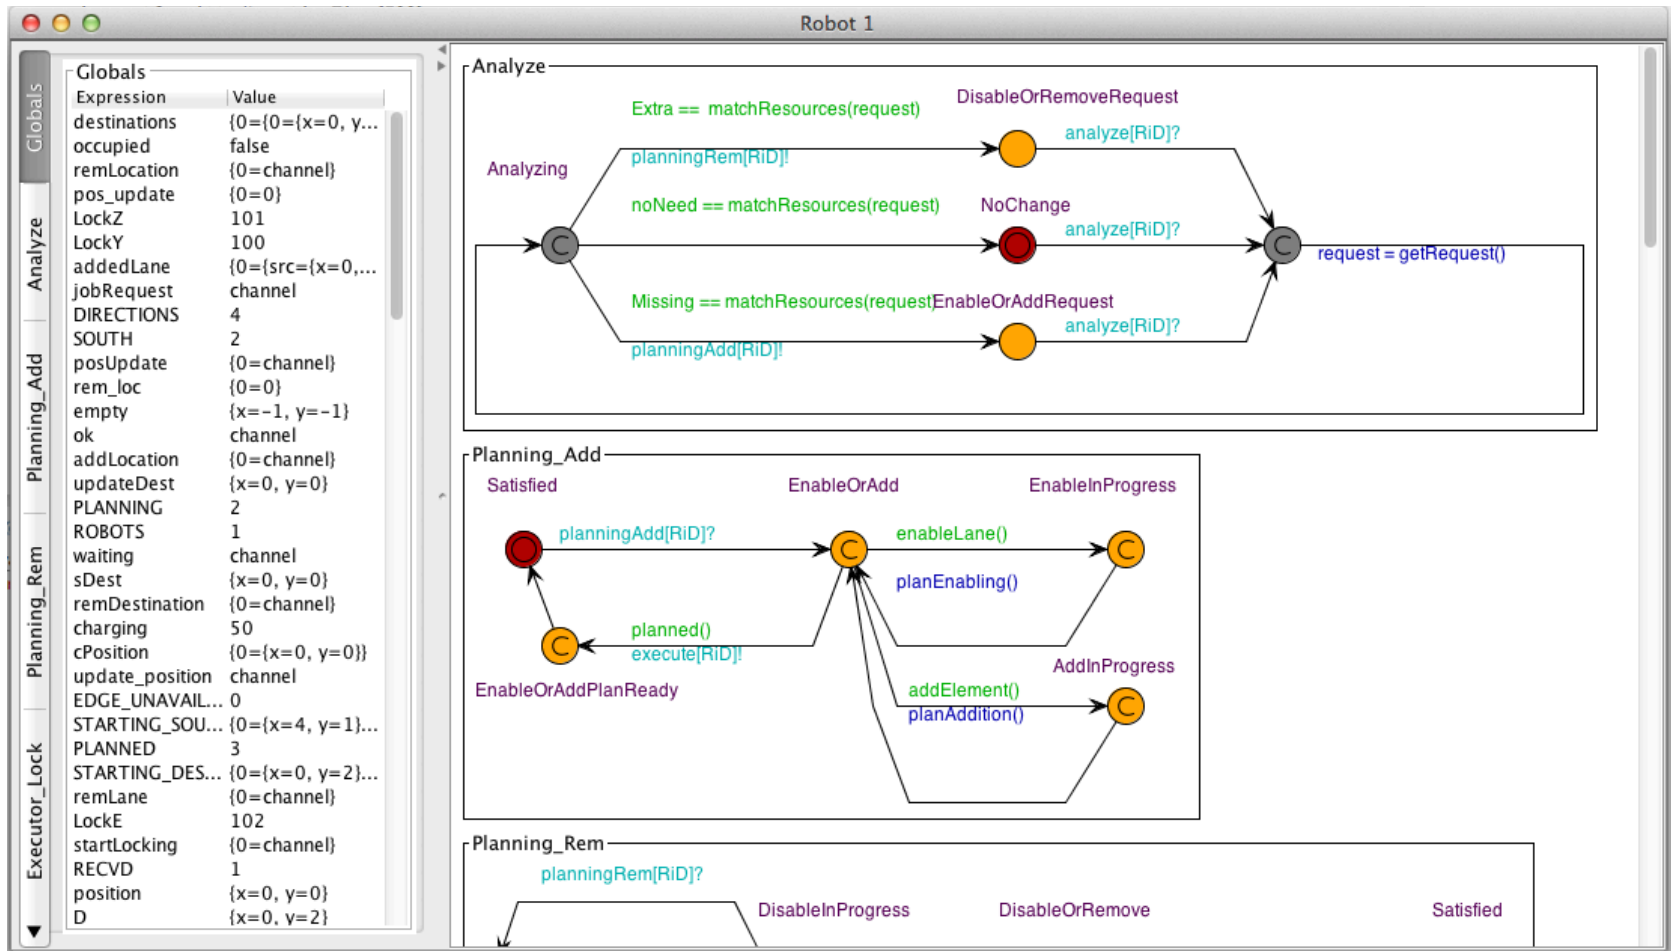 Robot 1
Globals
Analyze
Planning_Add
Planning_Rem
Executor_Lock
Globals
Expression Value
destinations {0={0={x=0, y...
occupied false
remLocation {0=channel}
pos_update {0=0}
LockZ 101
LockY 100
addedLane {0={src={x=0,...
jobRequest channel
DIRECTIONS 4
SOUTH 2
posUpdate {0=channel}
rem_loc {0=0}
empty {x=-1, y=-1}
ok channel
addLocation {0=channel}
updateDest {x=0, y=0}
PLANNING 2
ROBOTS 1
waiting channel
sDest {x=0, y=0}
remDestination {0=channel}
charging 50
cPosition {0={x=0, y=0}}
update_position channel
EDGE_UNAVAIL... 0
STARTING_SOU... {0={x=4, y=1}...
PLANNED 3
STARTING_DES... {0={x=0, y=2}...
remLane {0=channel}
LockE 102
startLocking {0=channel}
RECVD 1
position {x=0, y=0}
D {x=0, y=2}
Analyze
Extra == matchResources(request)
DisableOrRemoveRequest
analyze[RiD]?
planningRem[RiD]!
Analyzing
noNeed == matchResources(request)
NoChange
analyze[RiD]?
C
C
request = getRequest()
Missing == matchResources(request)
EnableOrAddRequest
analyze[RiD]?
planningAdd[RiD]!
Planning_Add
Satisfied
EnableOrAdd
EnableInProgress
planningAdd[RiD]?
enableLane()
C
C
planEnabling()
planned()
C
execute[RiD]!
AddInProgress
EnableOrAddPlanReady
addElement()
C
planAddition()
Planning_Rem
planningRem[RiD]?
DisableInProgress
DisableOrRemove
Satisfied